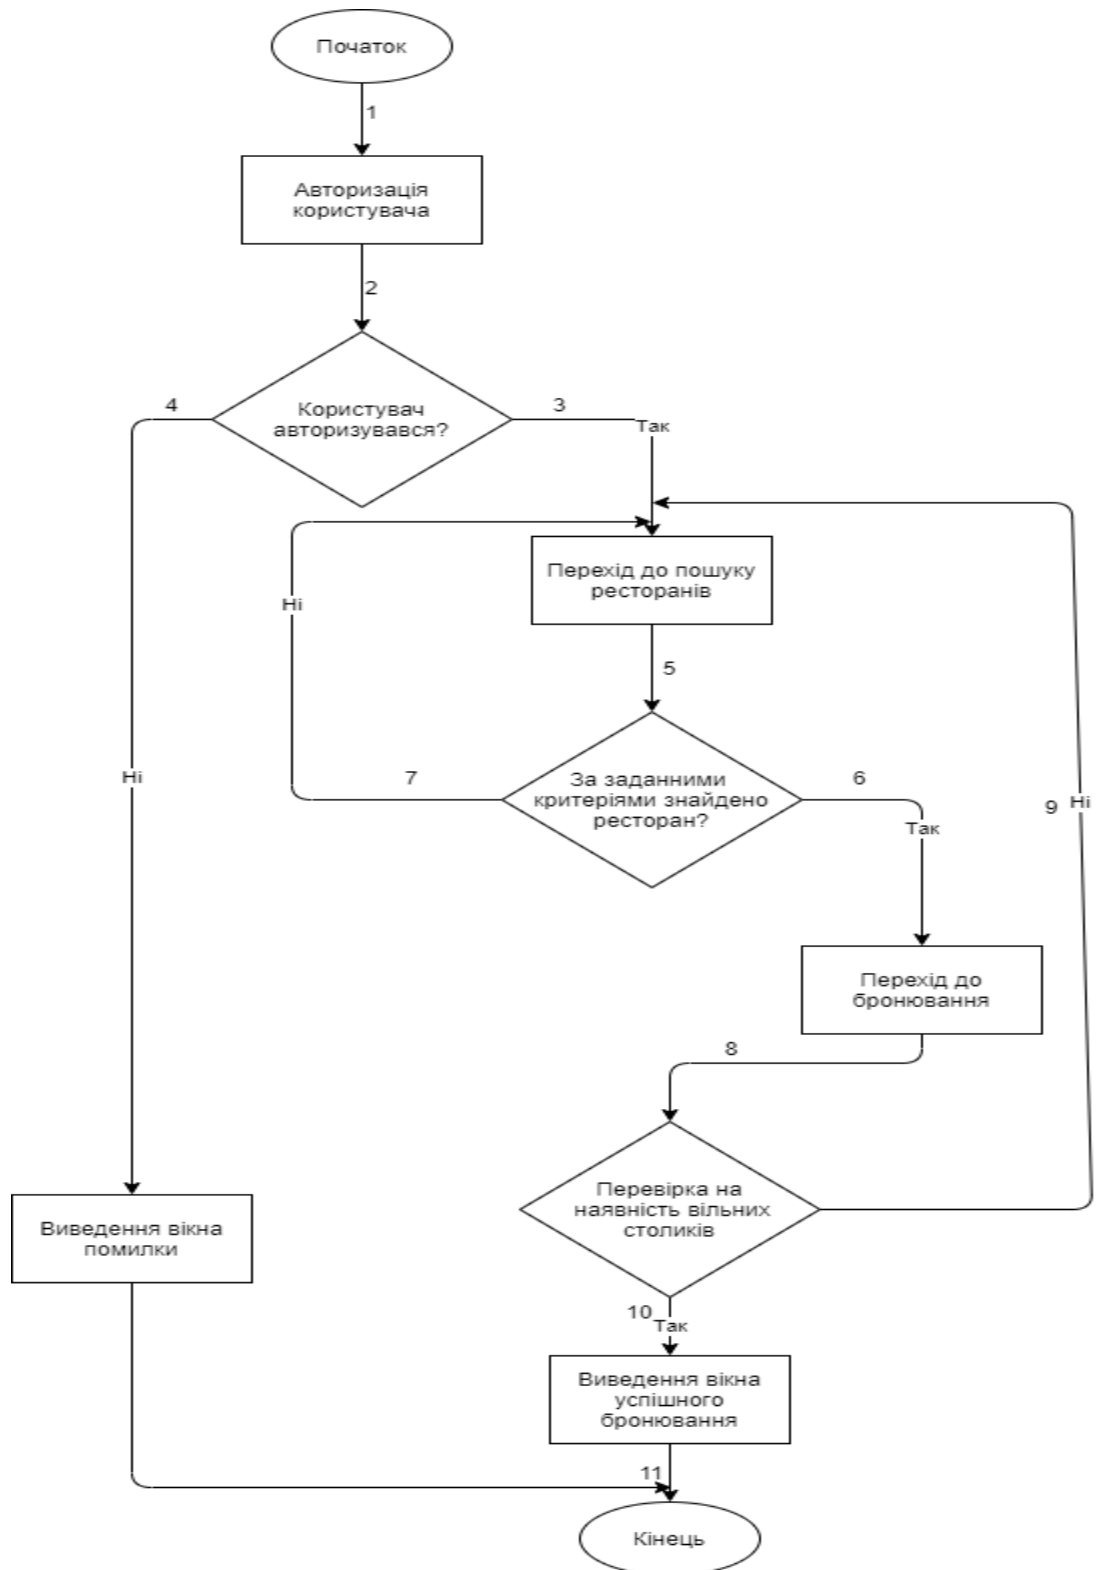 Початок
1
Авторизація
користувача
2
4
Користувач
авторизувався?
3
Так
Ні
Перехід до пошуку
ресторанів
5
Ні
7
За заданними
критеріями знайдено
ресторан?
6
Так
9
Ні
Перехід до
бронювання
8
Перевірка на
наявність вільних
столиків
Виведення вікна
помилки
10
Так
Виведення вікна
успішного
бронювання
11
Кінець